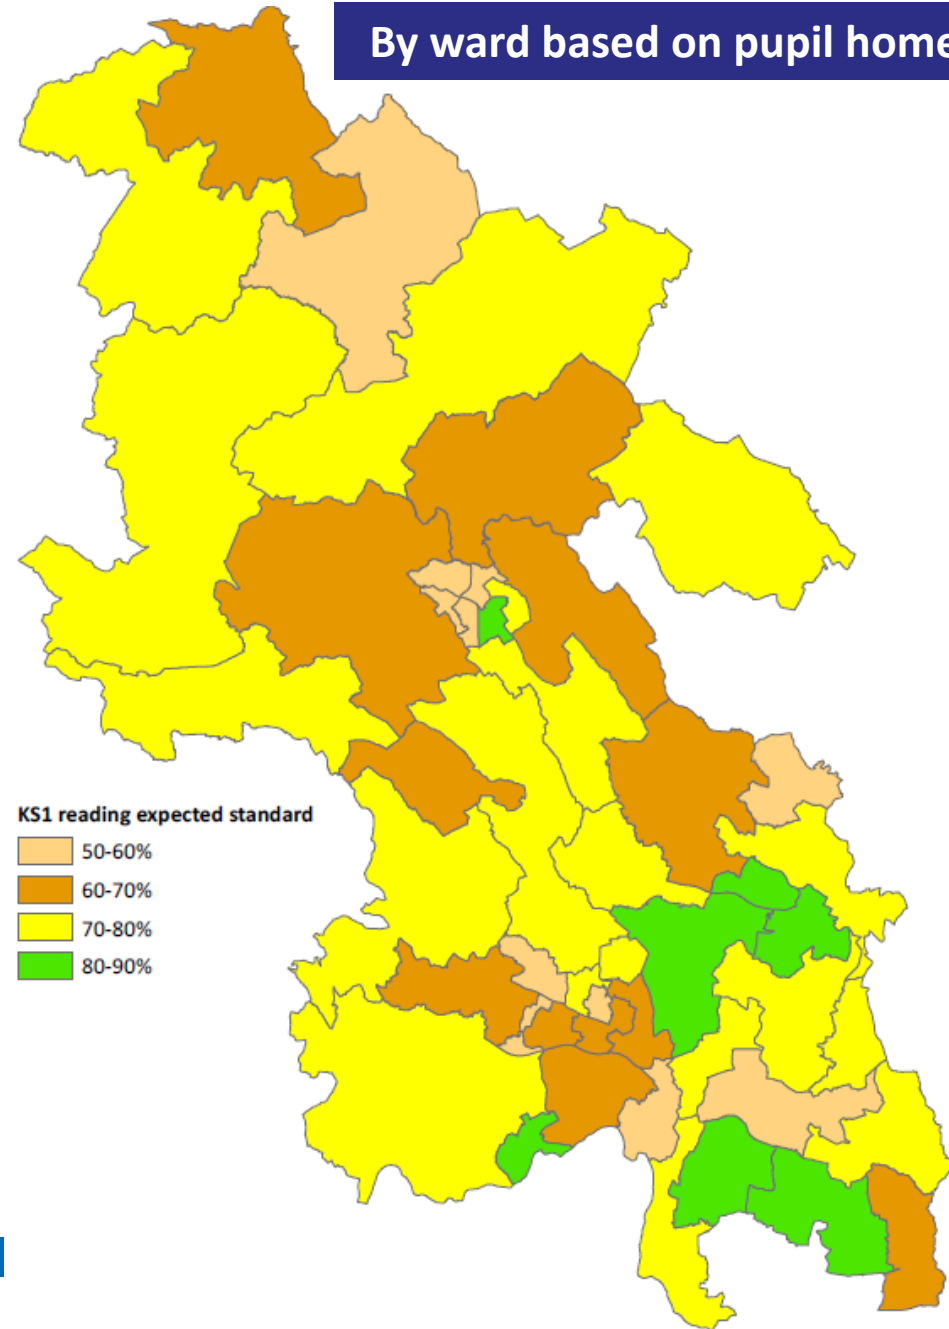 By ward based on pupil home
KS1 reading expected standard
50-60%
60-70%
70-80%
80-90%